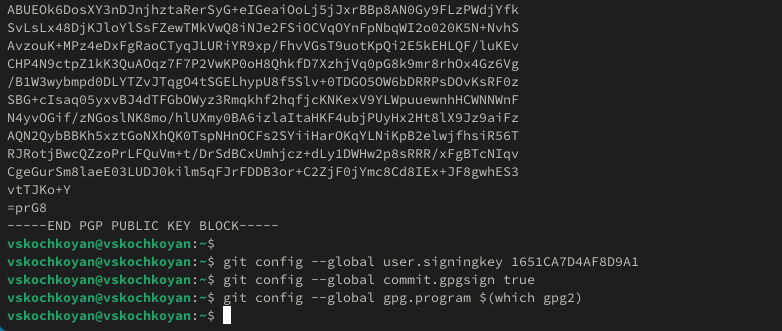 ABUEOk6DosXY3nDJnjhztaRerSyG+eIGeaiOoLj5jJxrBBp8AN0Gy9FLzPWdjYfk
SvLsLx48DjKJloYlSsFZewTMkVwQ8iNJe2FSiOCVqOYnFpNbqWI2o020K5N+NvhS
AvzouK+MPz4eDxFgRaoCTyqJLURiYR9xp/FhvVGsT9uotKpQi2E5kEHLQF/luKEv
CHP4N9ctpZ1kK3QuAOqz7F7P2VwKP0oH8QhkfD7XzhjVq0pG8k9mr8rhOx4Gz6Vg
/B1W3wybmpd0DLYTZvJTqgO4tSGELhypU8f5Slv+0TDGO5OW6bDRRPsDOvKsRF0z
SBG+cIsaq05yxvBJ4dTFGbOWyz3Rmqkhf2hqfjcKNKexV9YLWpuuewnhHCWNNWnF
N4yvOGif/zNGoslNK8mo/hlUXmy0BA6izlaItaHKF4ubjPUyHx2Ht8lX9Jz9aiFz
AQN2QybBBKh5xztGoNXhQK0TspNHnOCFs2SYiiHarOKqYLNiKpB2elwjfhsiR56T
RJRotjBwcQZzoPrLFQuVm+t/DrSdBCxUmhjcz+dLy1DWHw2p8sRRR/xFgBTcNIqv
CgeGurSm8laeE03LUDJ0kilm5qFJrFDDB3or+C2ZjF0jYmc8Cd8IEx+JF8gwhES3
vtTJKo+Y
=prG8
-----END PGP PUBLIC KEY BLOCK-----
vskochkoyan@vskochkoyan:~$
vskochkoyan@vskochkoyan:~$ git config --global user.signingkey 1651CA7D4AF8D9A1
vskochkoyan@vskochkoyan:~$ git config --global commit.gpgsign true
vskochkoyan@vskochkoyan:~$ git config --global gpg.program $(which gpg2)
vskochkoyan@vskochkoyan:~$